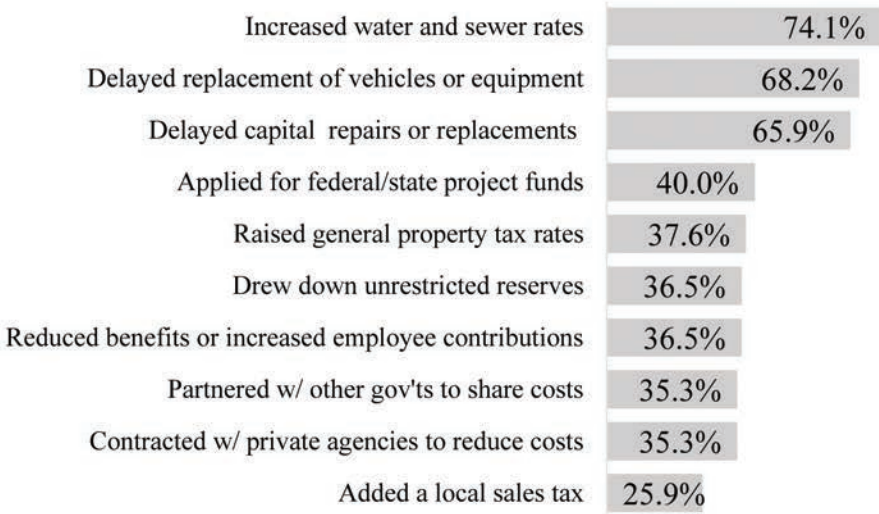 Increased water and sewer rates 74.1%
Delayed replacement of vehicles or equipment 68.2%
Delayed capital repairs or replacements 65.9%
Applied for federal/state project funds 40.0%
Raised general property tax rates 37.6%
Drew down unrestricted reserves 36.5%
Reduced benefits or increased employee contributions 36.5%
Partnered w/ other gov'ts to share costs 35.3%
Contracted w/ private agencies to reduce costs 35.3%
Added a local sales tax 25.9%